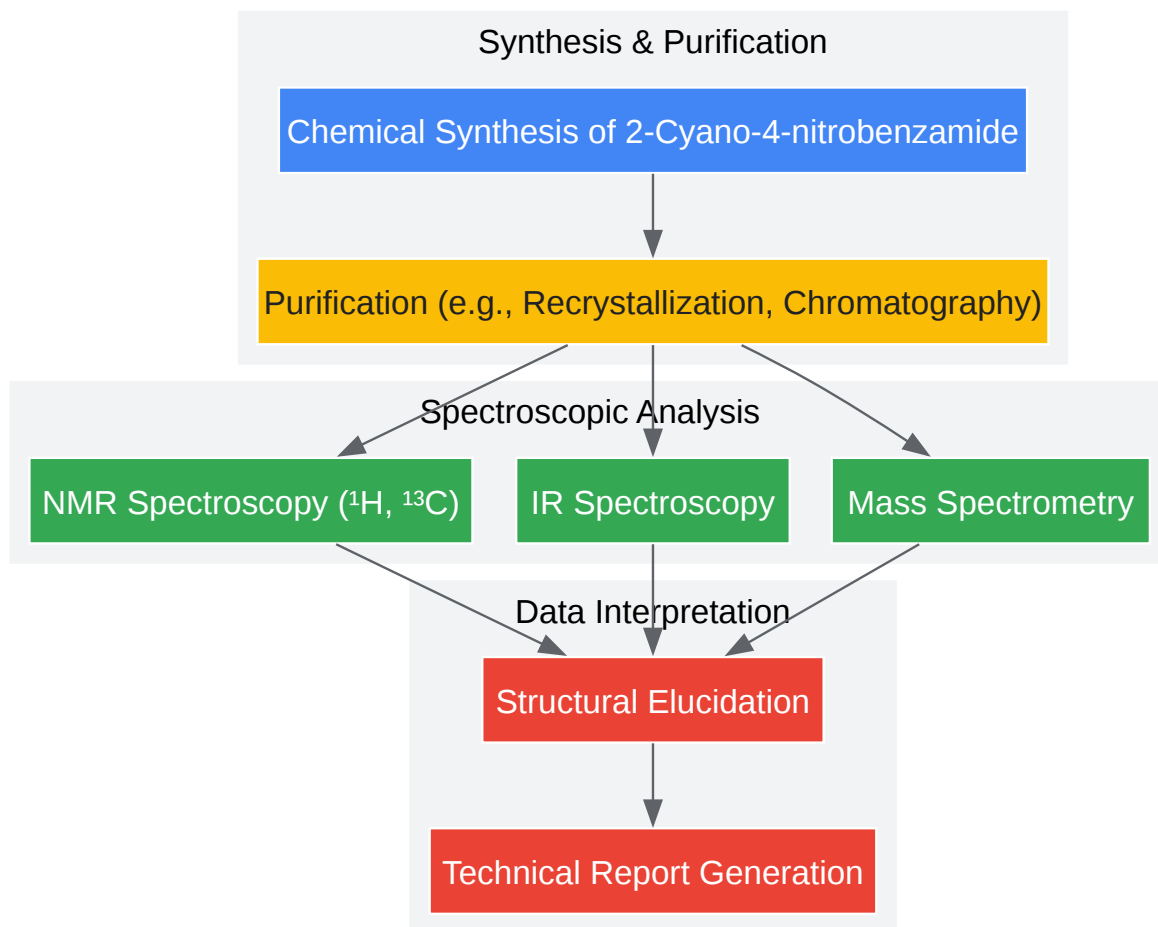 Synthesis & Purification
Chemical Synthesis of 2-Cyano-4-nitrobenzamide
Purification (e.g., Recrystallization, Chromatography)
Spectroscopic Analysis
NMR Spectroscopy (¹H, ¹³C)
IR Spectroscopy
Mass Spectrometry
Data Interpretation
Structural Elucidation
Technical Report Generation